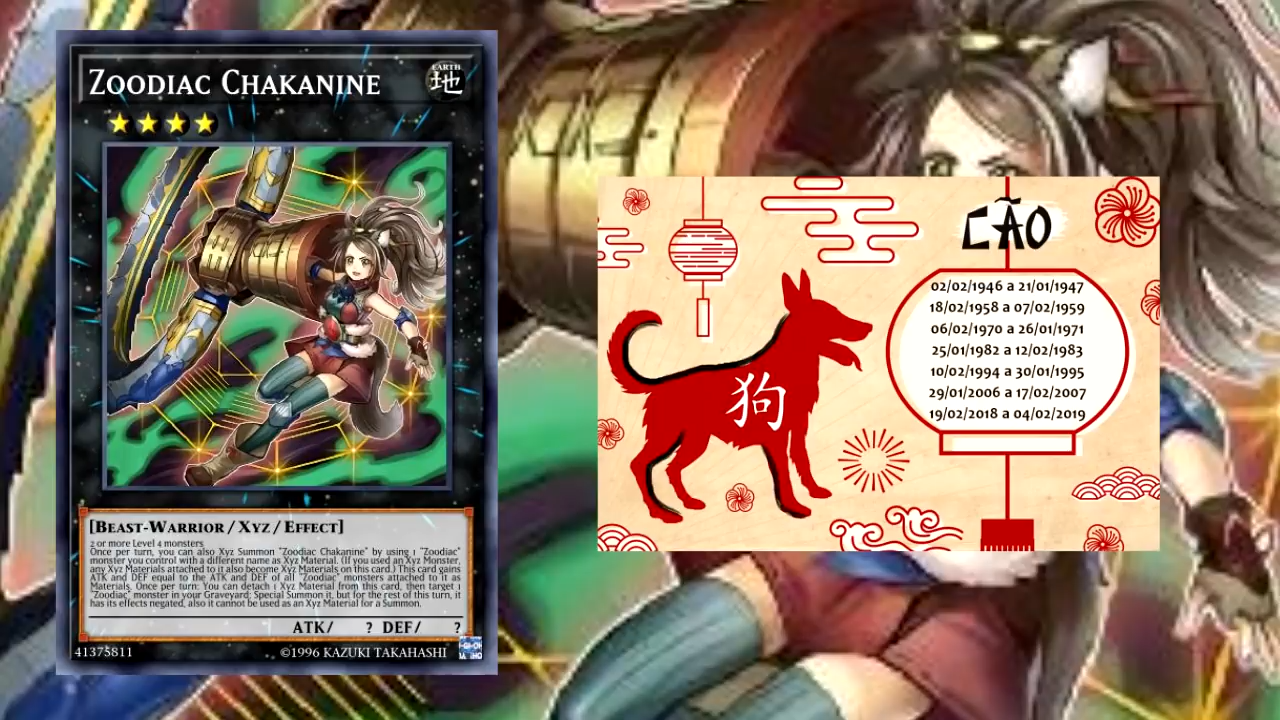 ZOODIAC CHAKANINE
EARTH
地
[BEAST-WARRIOR / XYZ / EFFECT]
2 or more Level 4 monsters
Once per turn, you can also Xyz Summon "Zoodiac Chakanine" by using 1 "Zoodiac"
monster you control with a different name as Xyz Material. (If you used an Xyz Monster,
any Xyz Materials attached to it also become Xyz Materials on this card.) This card gains
ATK and DEF equal to the ATK and DEF of all "Zoodiac" monsters attached to it as
Materials. Once per turn: You can detach 1 Xyz Material from this card, then target 1
"Zoodiac" monster in your Graveyard; Special Summon it, but for the rest of this turn, it
has its effects negated, also it cannot be used as an Xyz Material for a Summon.
ATK/ ? DEF/ ?
41375811
©1996 KAZUKI TAKAHASHI
CÃO
02/02/1946 a 21/01/1947
18/02/1958 a 07/02/1959
06/02/1970 a 26/01/1971
25/01/1982 a 12/02/1983
10/02/1994 a 30/01/1995
29/01/2006 a 17/02/2007
19/02/2018 a 04/02/2019
狗